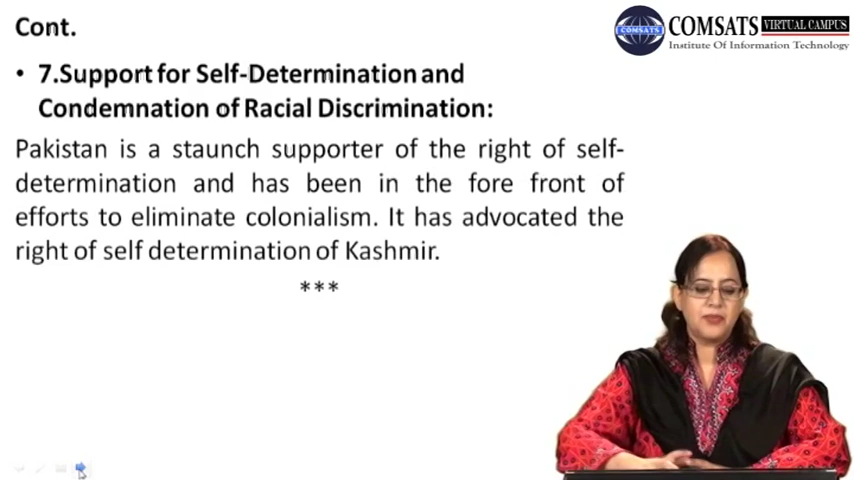 Cont.
COMSATS VIRTUAL CAMPUS
Institute Of Information Technology
COMSATS
• 7.Support for Self-Determination and
Condemnation of Racial Discrimination:
Pakistan is a staunch supporter of the right of self-
determination and has been in the fore front of
efforts to eliminate colonialism. It has advocated the
right of self determination of Kashmir.
***